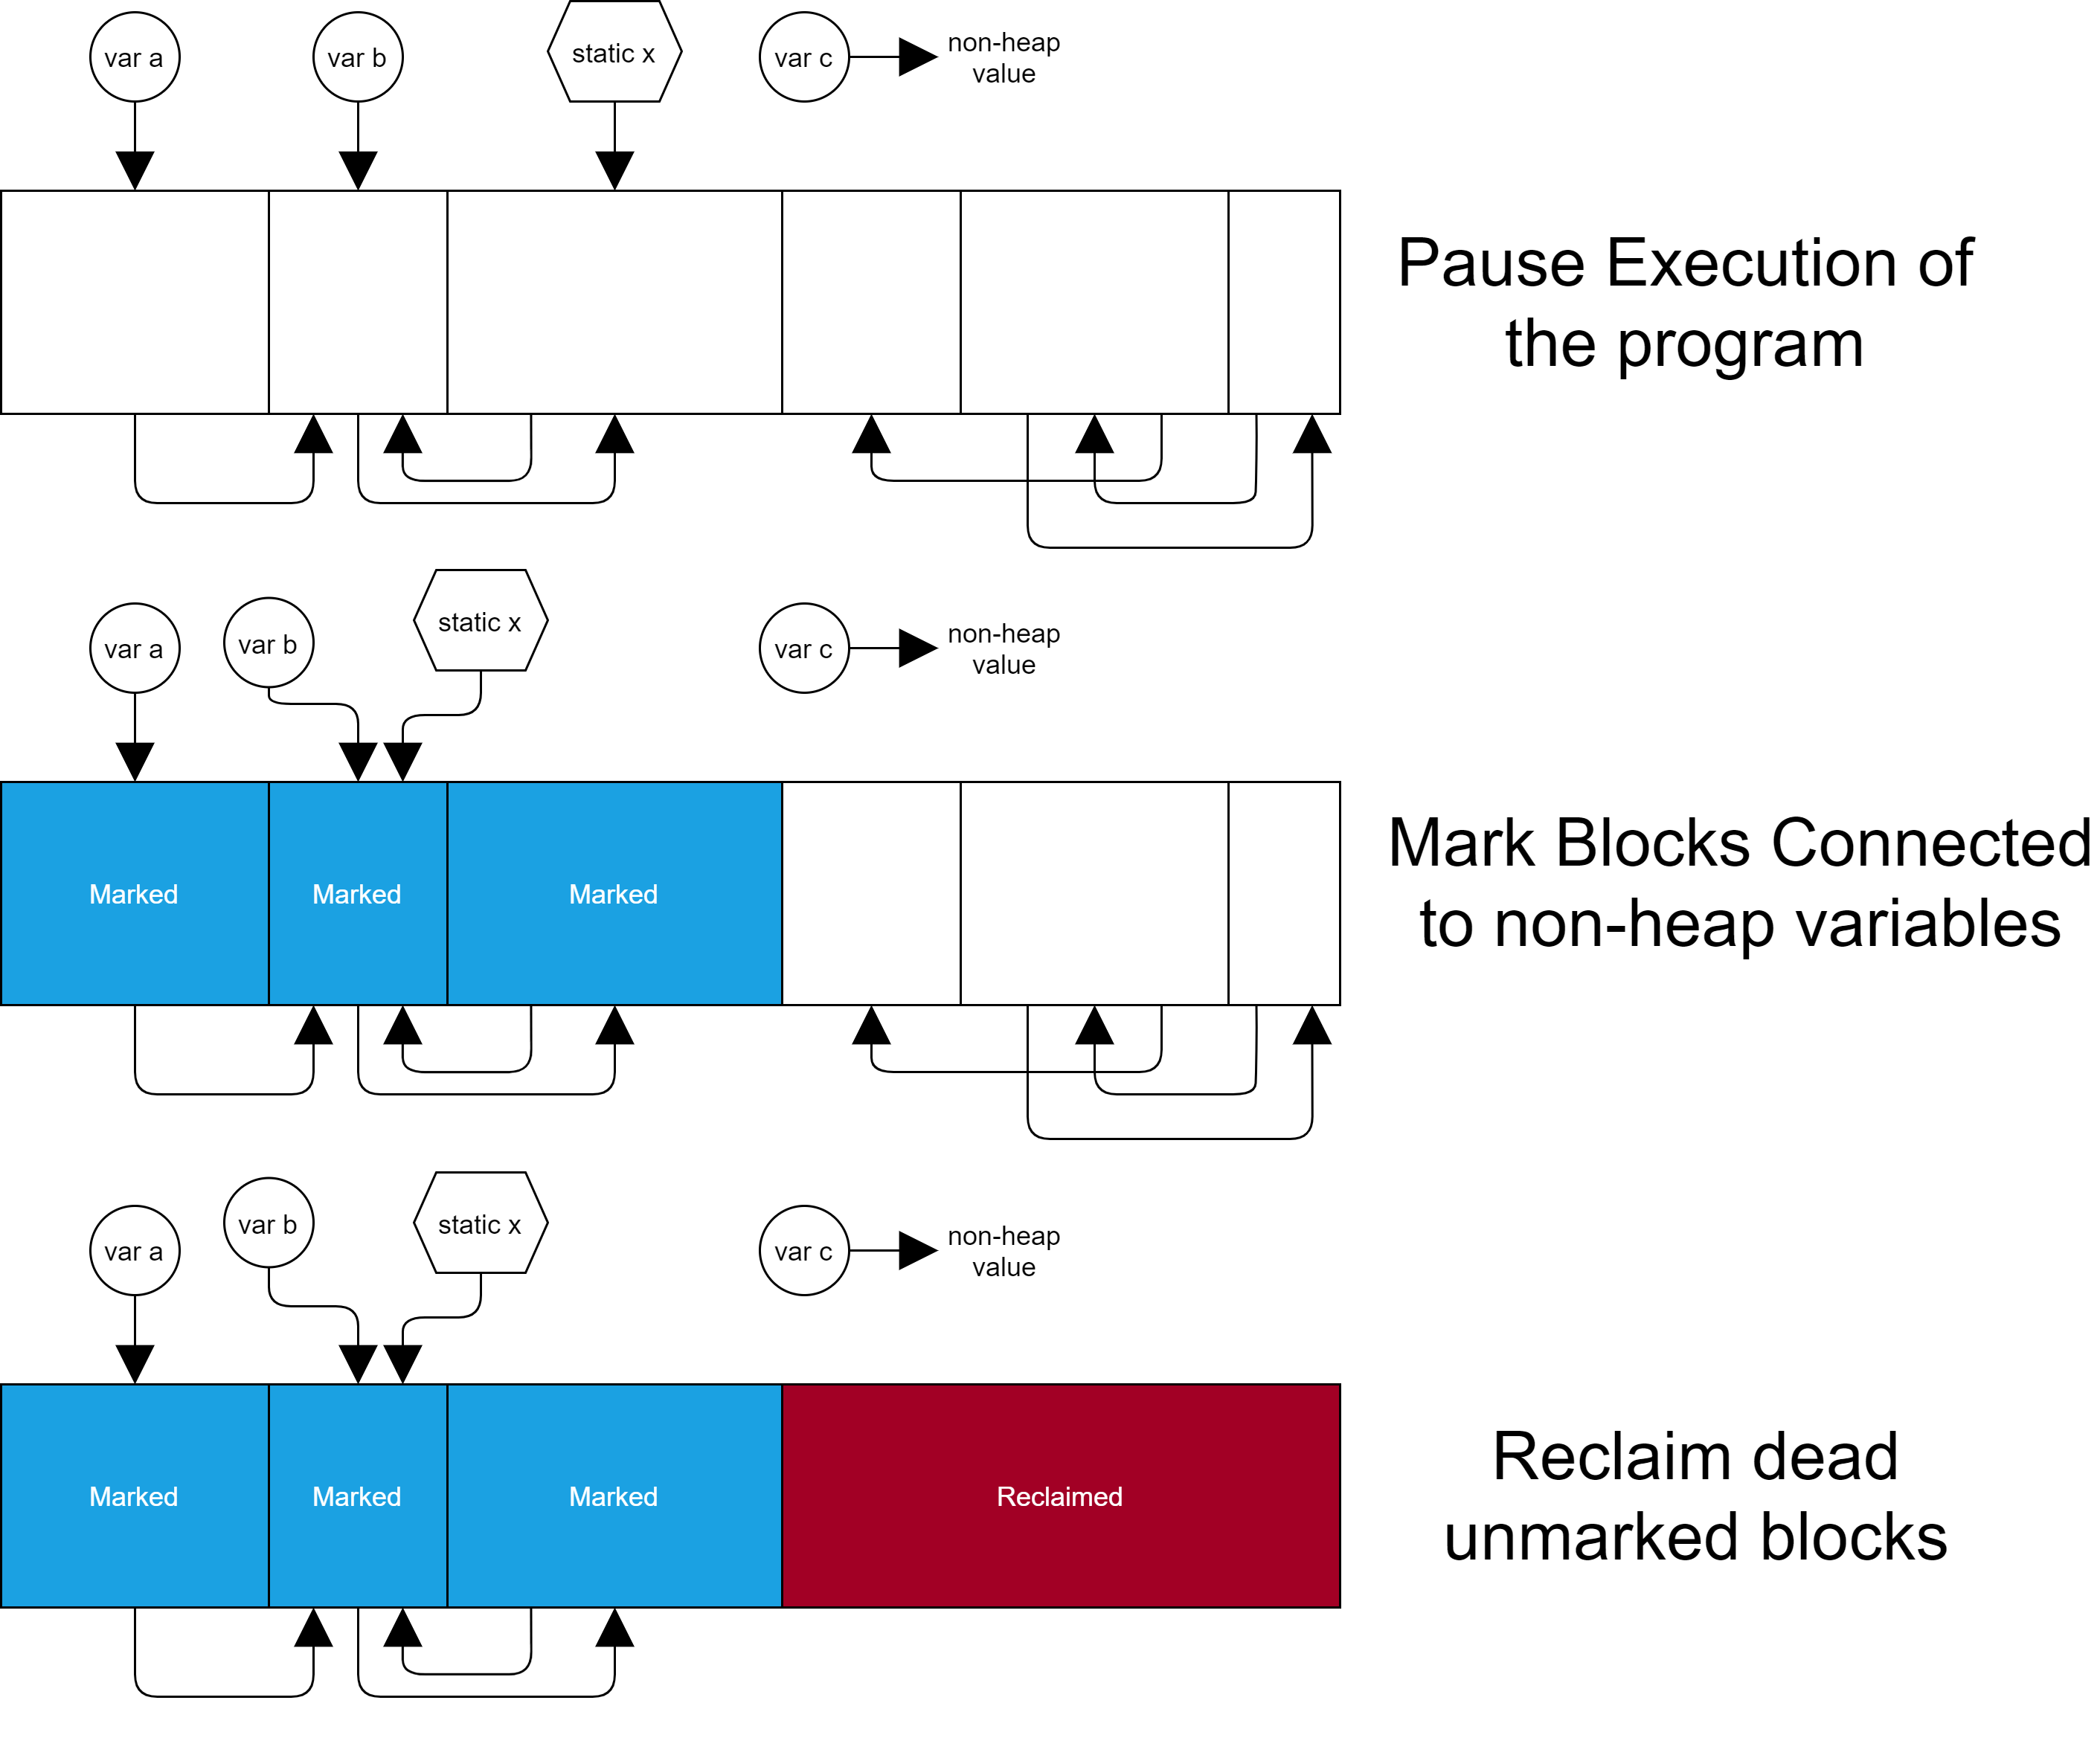 var a
var b
static x
var c
non-heap
value
Pause Execution of
the program
var a
var b
static x
var c
non-heap
value
Marked
Marked
Marked
Mark Blocks Connected
to non-heap variables
var a
var b
static x
var c
non-heap
value
Marked
Marked
Marked
Reclaimed
Reclaim dead
unmarked blocks